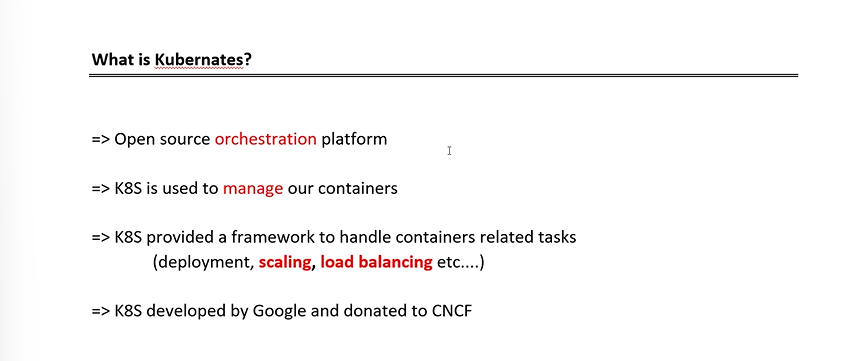 What is Kubernates?
=> Open source orchestration platform
=> K8S is used to manage our containers
=> K8S provided a framework to handle containers related tasks
(deployment, scaling, load balancing etc....)
=> K8S developed by Google and donated to CNCF